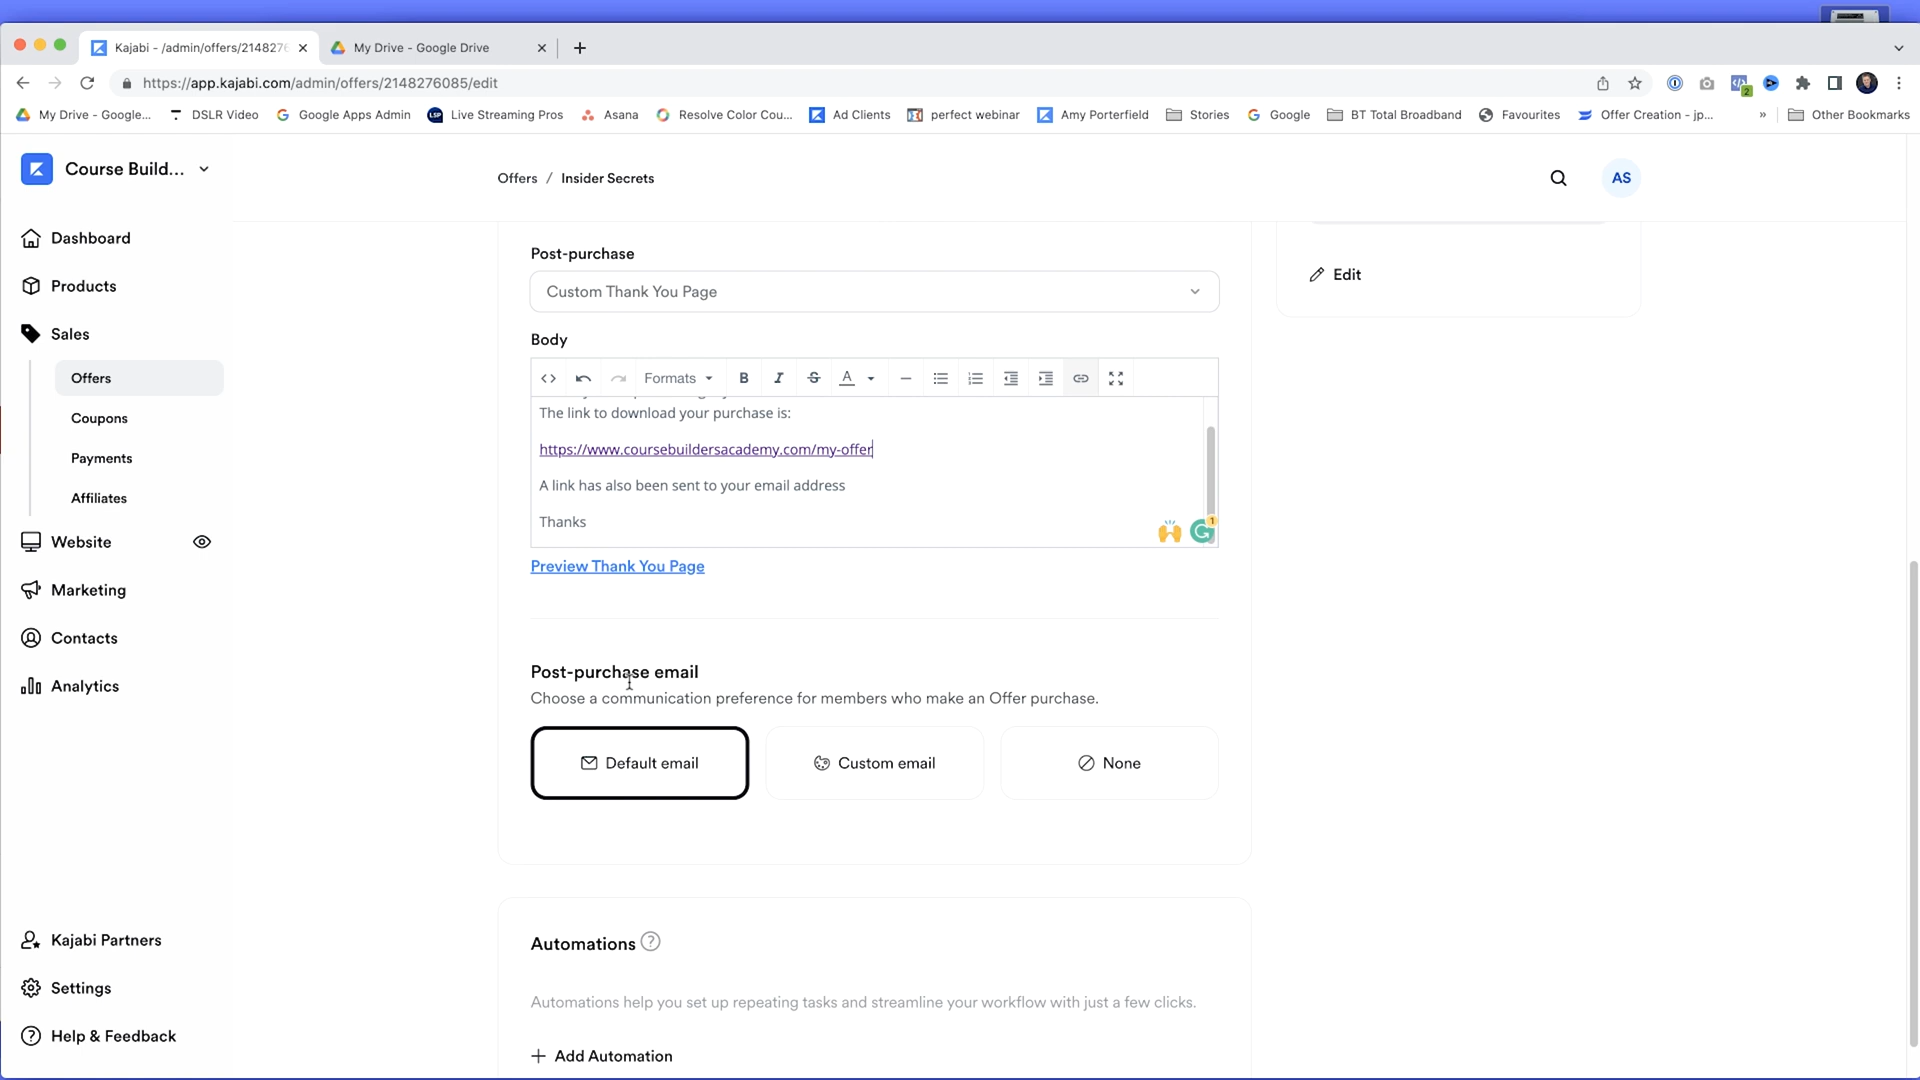 Kajabi - /admin/offers/2148276
My Drive - Google Drive
https://app.kajabi.com/admin/offers/2148276085/edit
2
My Drive - Google...
DSLR Video
Google Apps Admin
LSP
Live Streaming Pros
Asana
Resolve Color Cou...
Ad Clients
perfect webinar
Amy Porterfield
Stories
Google
BT Total Broadband
Favourites
Offer Creation - jp...
»
Other Bookmarks
Course Build...
Offers / Insider Secrets
AS
Dashboard
Products
Sales
Offers
Coupons
Payments
Affiliates
Website
Marketing
Contacts
Analytics
Kajabi Partners
Settings
Help & Feedback
Post-purchase
Custom Thank You Page
Edit
Body
Formats
B
I
S
A
The link to download your purchase is:
https://www.coursebuildersacademy.com/my-offer
A link has also been sent to your email address
Thanks
1
Preview Thank You Page
Post-purchase email
Choose a communication preference for members who make an Offer purchase.
Default email
Custom email
None
Automations ?
Automations help you set up repeating tasks and streamline your workflow with just a few clicks.
+ Add Automation